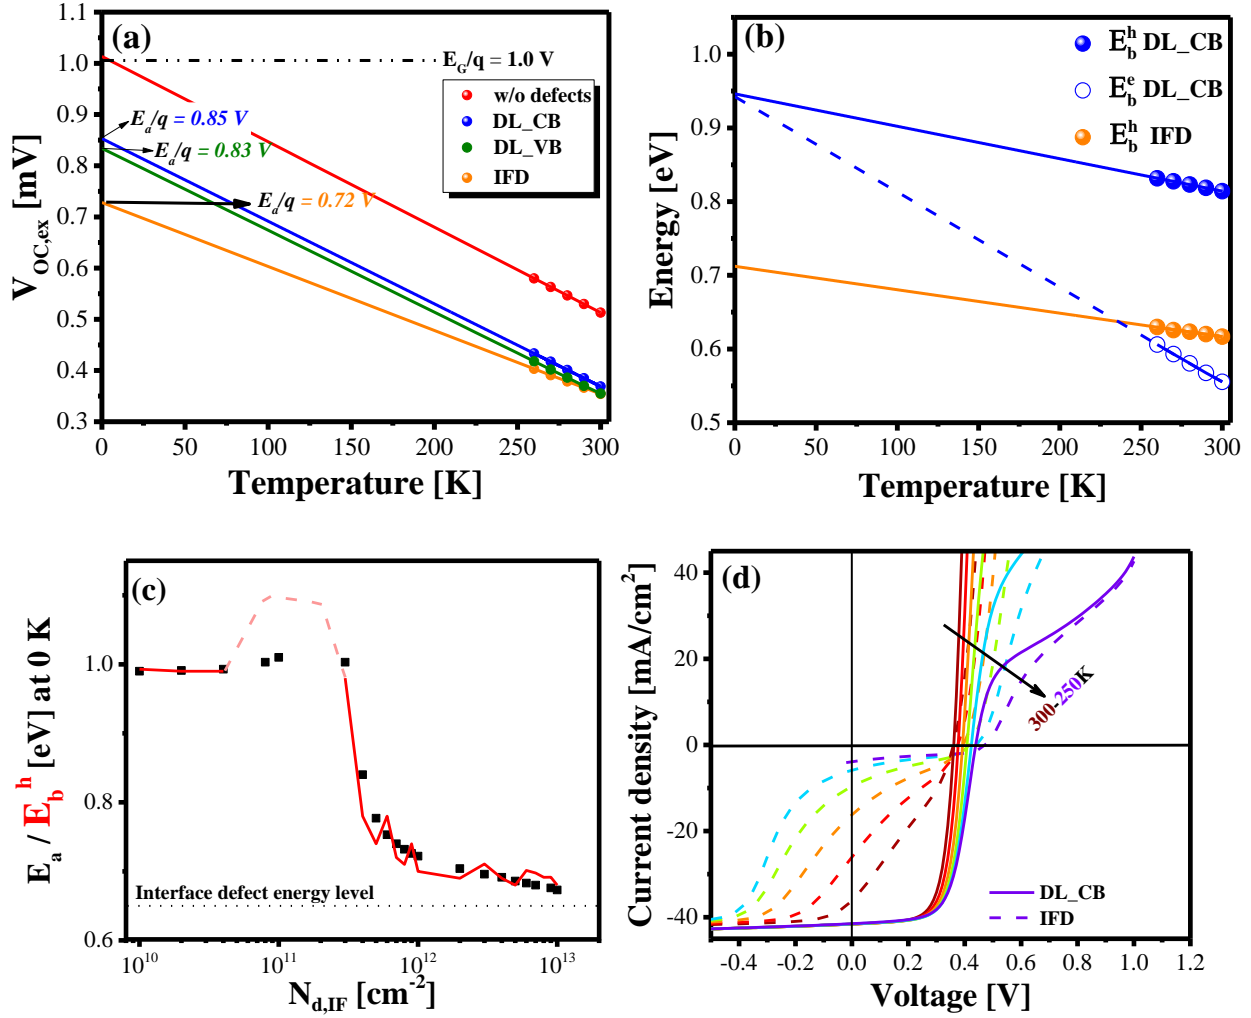 (a)
1.1
1.0
0.9
0.8
0.7
0.6
0.5
0.4
0.3
V_OC,ex [mV]
E_G/q = 1.0 V
w/o defects
DL_CB
DL_VB
IFD
E_a/q = 0.85 V
E_a/q = 0.83 V
E_a/q = 0.72 V
0 50 100 150 200 250 300
Temperature [K]
(b)
1.0
0.9
0.8
0.7
0.6
0.5
Energy [eV]
E_b^h DL_CB
E_b^e DL_CB
E_b^h IFD
0 50 100 150 200 250 300
Temperature [K]
(c)
1.0
0.8
0.6
E_a / E_b^h [eV] at 0 K
Interface defect energy level
10^10 10^11 10^12 10^13
N_d,IF [cm^-2]
(d)
40
20
0
-20
-40
Current density [mA/cm^2]
300-250K
DL_CB
IFD
-0.4 0.0 0.4 0.6 0.8 1.0 1.2
Voltage [V]